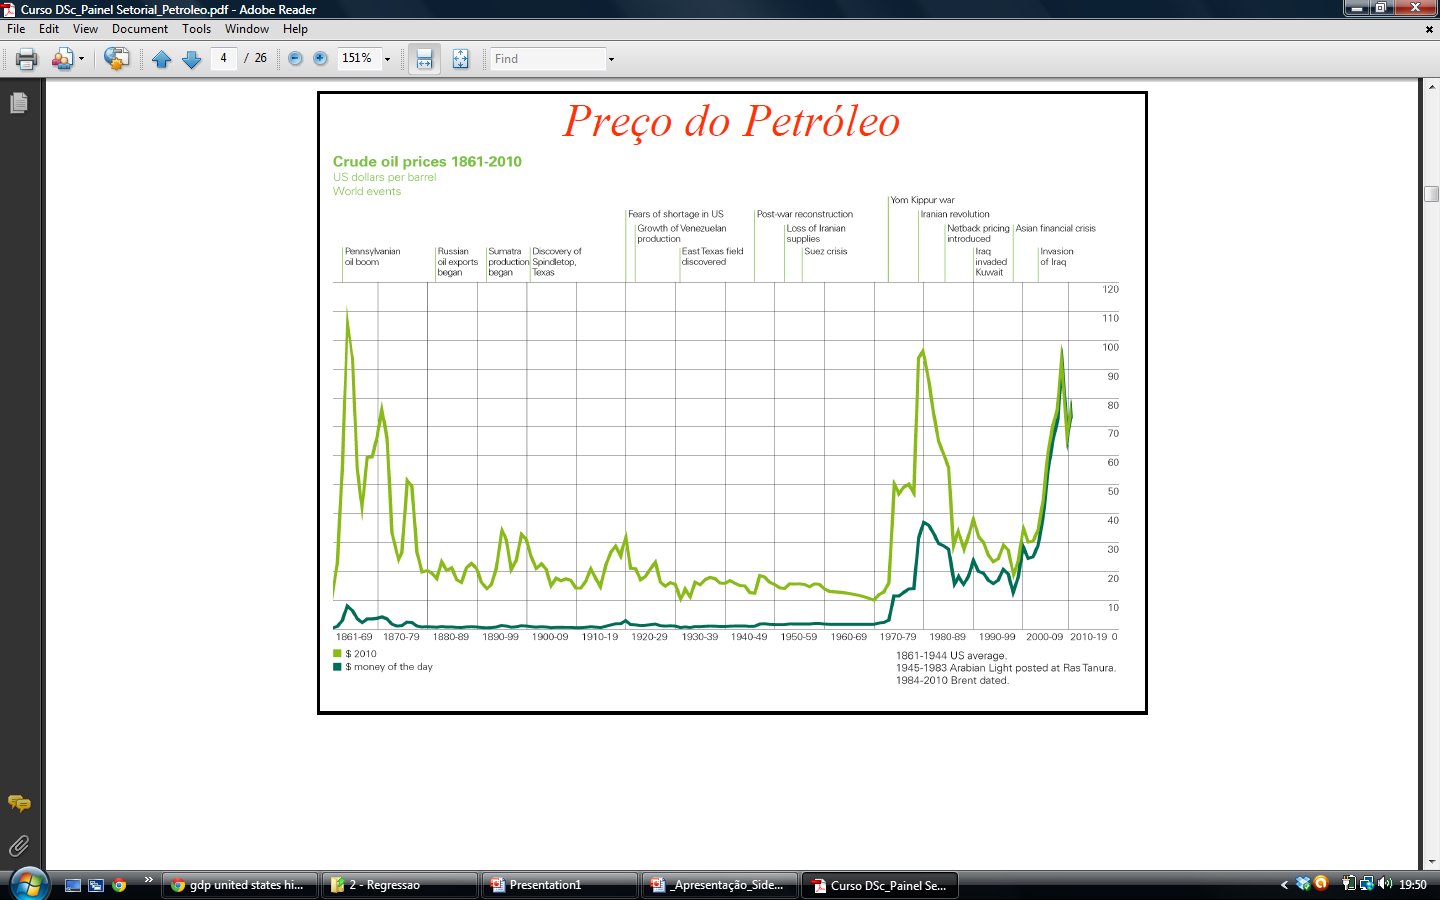 Curso DSc_Painel Setorial_Petroleo.pdf - Adobe Reader
File Edit View Document Tools Window Help
4 / 26 151% Find
Preço do Petróleo
Crude oil prices 1861-2010
US dollars per barrel
World events
Yom Kippur war
Fears of shortage in US
Post-war reconstruction
Iranian revolution
Growth of Venezuelan
production
Loss of Iranian
supplies
Netback pricing
introduced
Asian financial crisis
Pennsylvanian
oil boom
Russian
oil exports
began
Sumatra
production
began
Discovery of
Spindletop,
Texas
East Texas field
discovered
Suez crisis
Iraq
invaded
Kuwait
Invasion
of Iraq
120
110
100
90
80
70
60
50
40
30
20
10
1861-69 1870-79 1880-89 1890-99 1900-09 1910-19 1920-29 1930-39 1940-49 1950-59 1960-69 1970-79 1980-89 1990-99 2000-09 2010-19 0
$ 2010
$ money of the day
1861-1944 US average.
1945-1983 Arabian Light posted at Ras Tanura.
1984-2010 Brent dated.
gdp united states hi... 2 - Regressao Presentation1 _Apresentação_Side... Curso DSc_Painel Se... 19:50